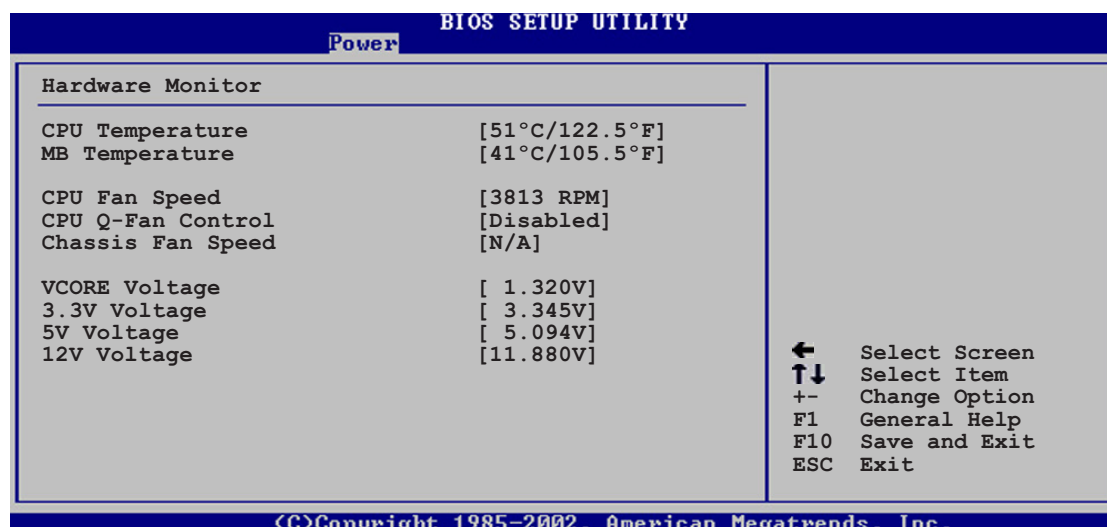 BIOS SETUP UTILITY
Power
Hardware Monitor
CPU Temperature [51°C/122.5°F]
MB Temperature [41°C/105.5°F]
CPU Fan Speed [3813 RPM]
CPU Q-Fan Control [Disabled]
Chassis Fan Speed [N/A]
VCORE Voltage [ 1.320V]
3.3V Voltage [ 3.345V]
5V Voltage [ 5.094V]
12V Voltage [11.880V]
← Select Screen
↑↓ Select Item
+- Change Option
F1 General Help
F10 Save and Exit
ESC Exit
(C)Copyright 1985-2002, American Megatrends, Inc.